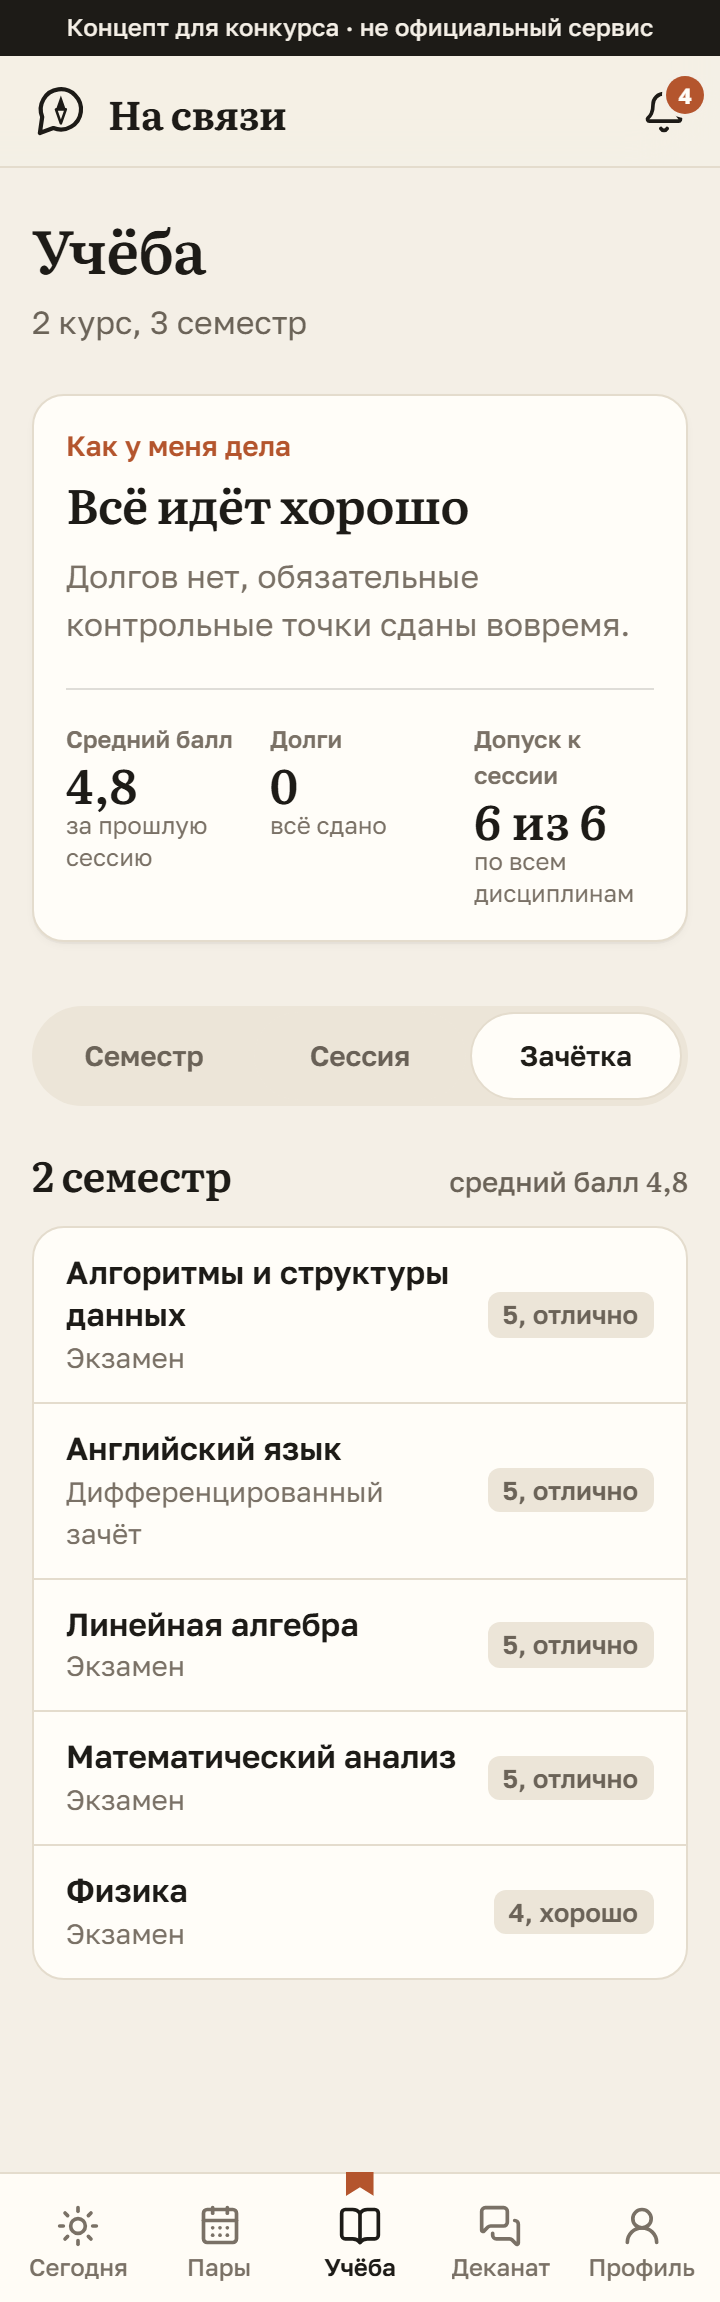 Концепт для конкурса · не официальный сервис
На связи
4
Учёба
2 курс, 3 семестр
Как у меня дела
Всё идёт хорошо
Долгов нет, обязательные
контрольные точки сданы вовремя.
Средний балл
4,8
за прошлую
сессию
Долги
0
всё сдано
Допуск к
сессии
6 из 6
по всем
дисциплинам
Семестр
Сессия
Зачётка
2 семестр
средний балл 4,8
Алгоритмы и структуры
данных
Экзамен
5, отлично
Английский язык
Дифференцированный
зачёт
5, отлично
Линейная алгебра
Экзамен
5, отлично
Математический анализ
Экзамен
5, отлично
Физика
Экзамен
4, хорошо
Сегодня
Пары
Учёба
Деканат
Профиль